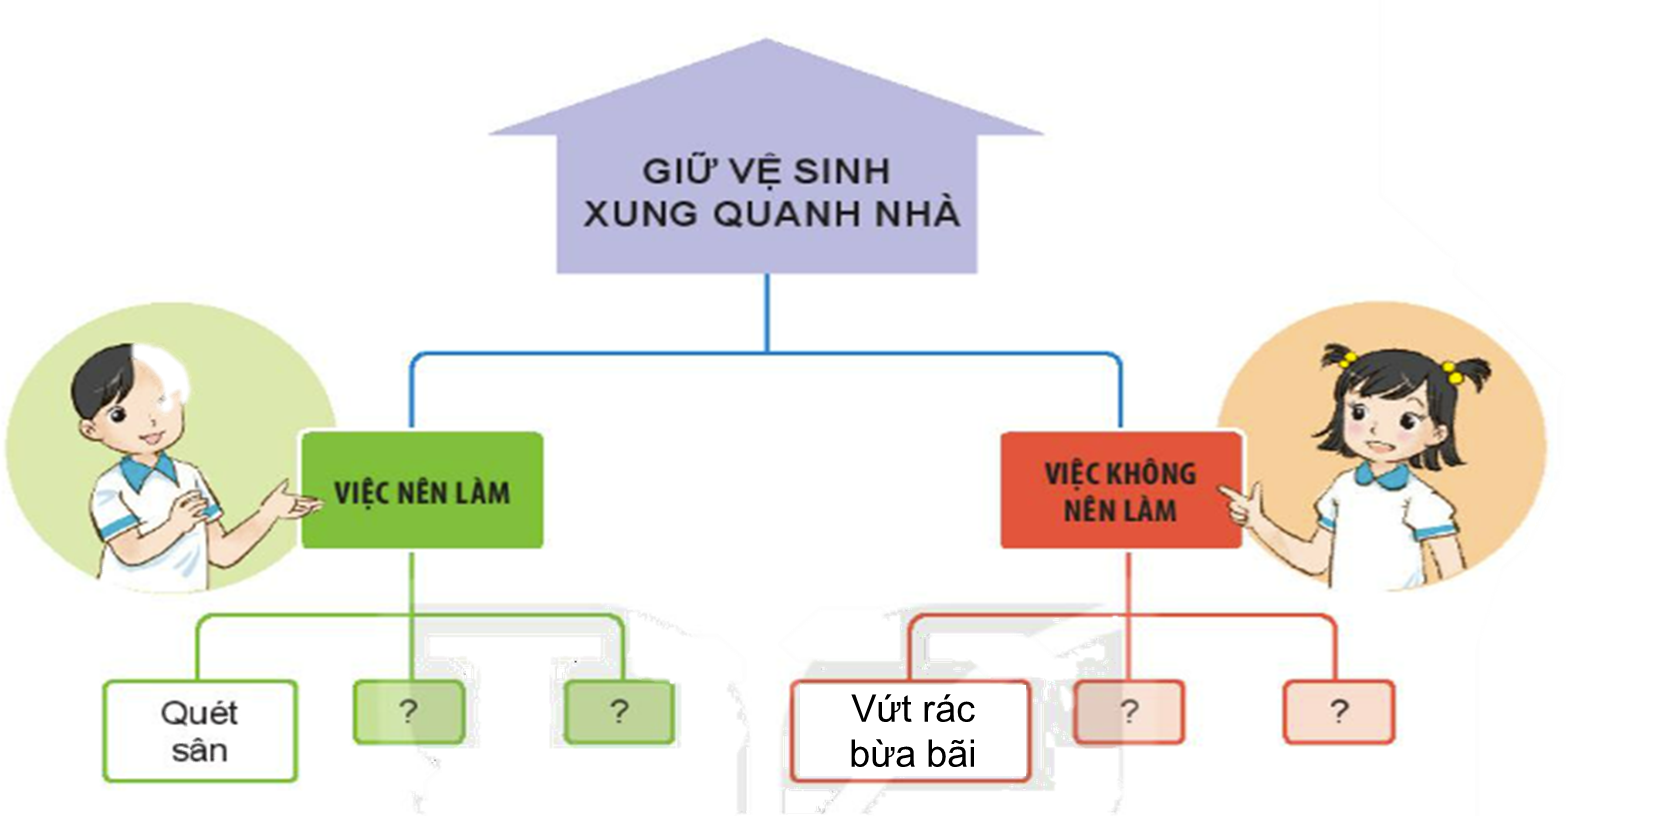 GIỮ VỆ SINH
XUNG QUANH NHÀ
VIỆC NÊN LÀM
VIỆC KHÔNG
NÊN LÀM
Quét
sân
?
?
Vứt rác
bừa bãi
?
?